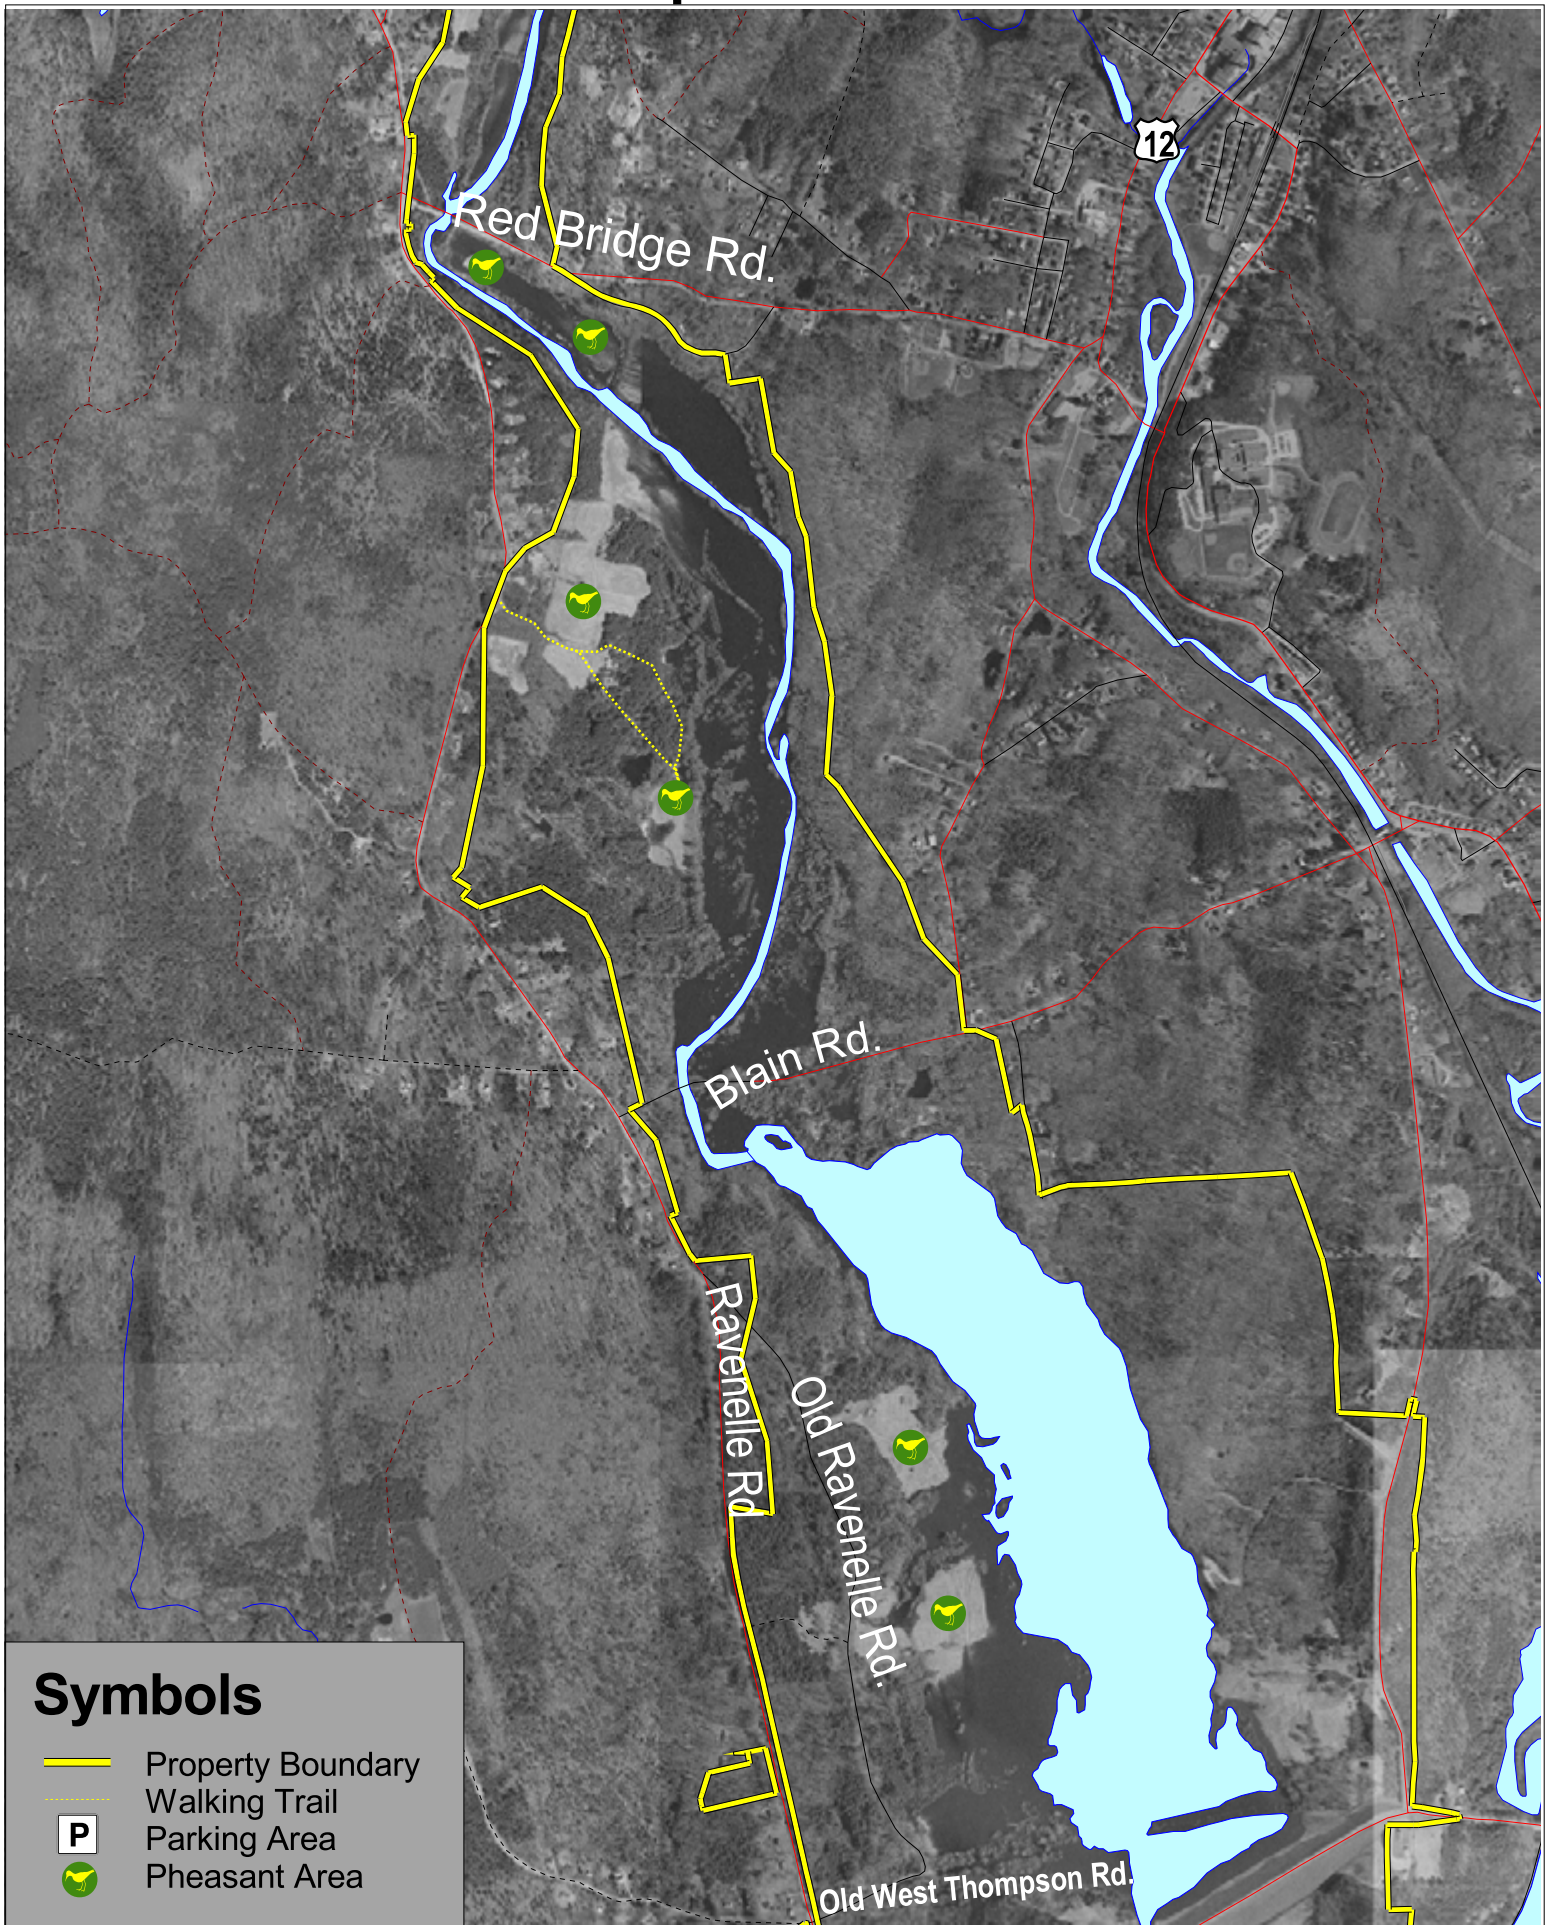 12
Red Bridge Rd.
Blain Rd.
Ravenelle Rd
Old Ravenelle Rd.
Old West Thompson Rd.
Symbols
Property Boundary
Walking Trail
P
Parking Area
Pheasant Area